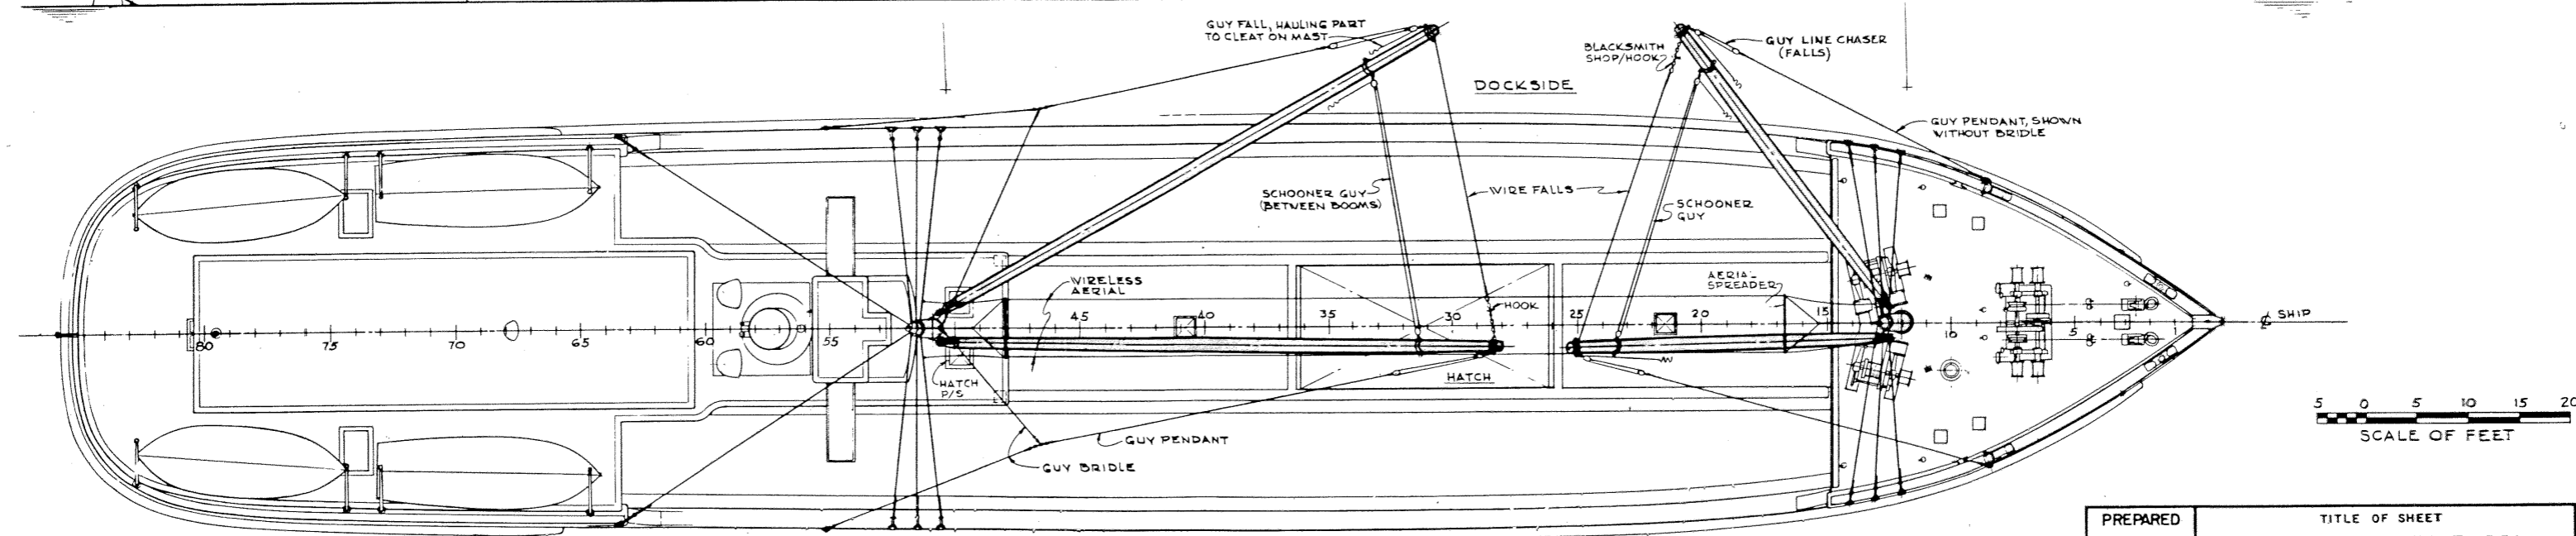 GUY FALL, HAULING PART
TO CLEAT ON MAST
BLACKSMITH
SHOP/HOOK
GUY LINE CHASER
(FALLS)
DOCKSIDE
GUY PENDANT, SHOWN
WITHOUT BRIDLE
SCHOONER GUY
(BETWEEN BOOMS)
WIRE FALLS
SCHOONER
GUY
WIRELESS
AERIAL
AERIAL
SPREADER
HOOK
℄ SHIP
80 75 70 65 60 55 45 40 35 30 25 20 15 10 5 1
HATCH
P/S
HATCH
GUY PENDANT
GUY BRIDLE
5 0 5 10 15 20
SCALE OF FEET
PREPARED
TITLE OF SHEET